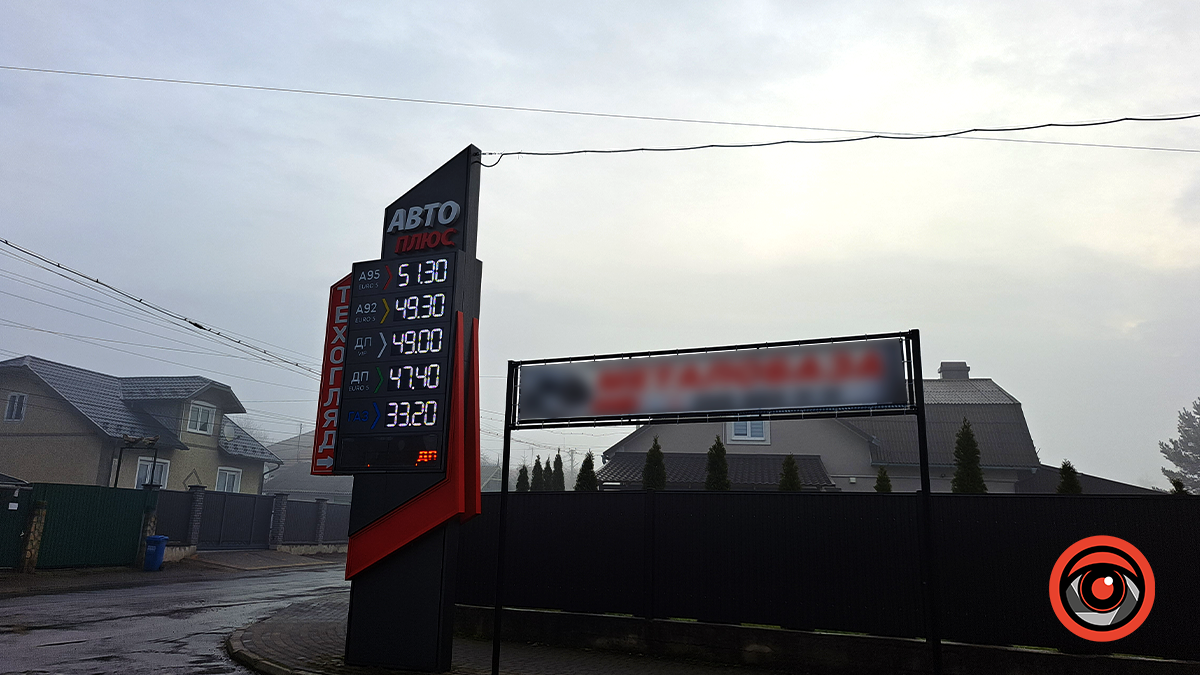 АВТО
ПЛЮС
ТЕХОГЛЯД
А95 51.30
EURO 5
А92 49.30
EURO 5
ДП 49.00
ДП 47.40
EURO 5
ГАЗ 33.20
ДП